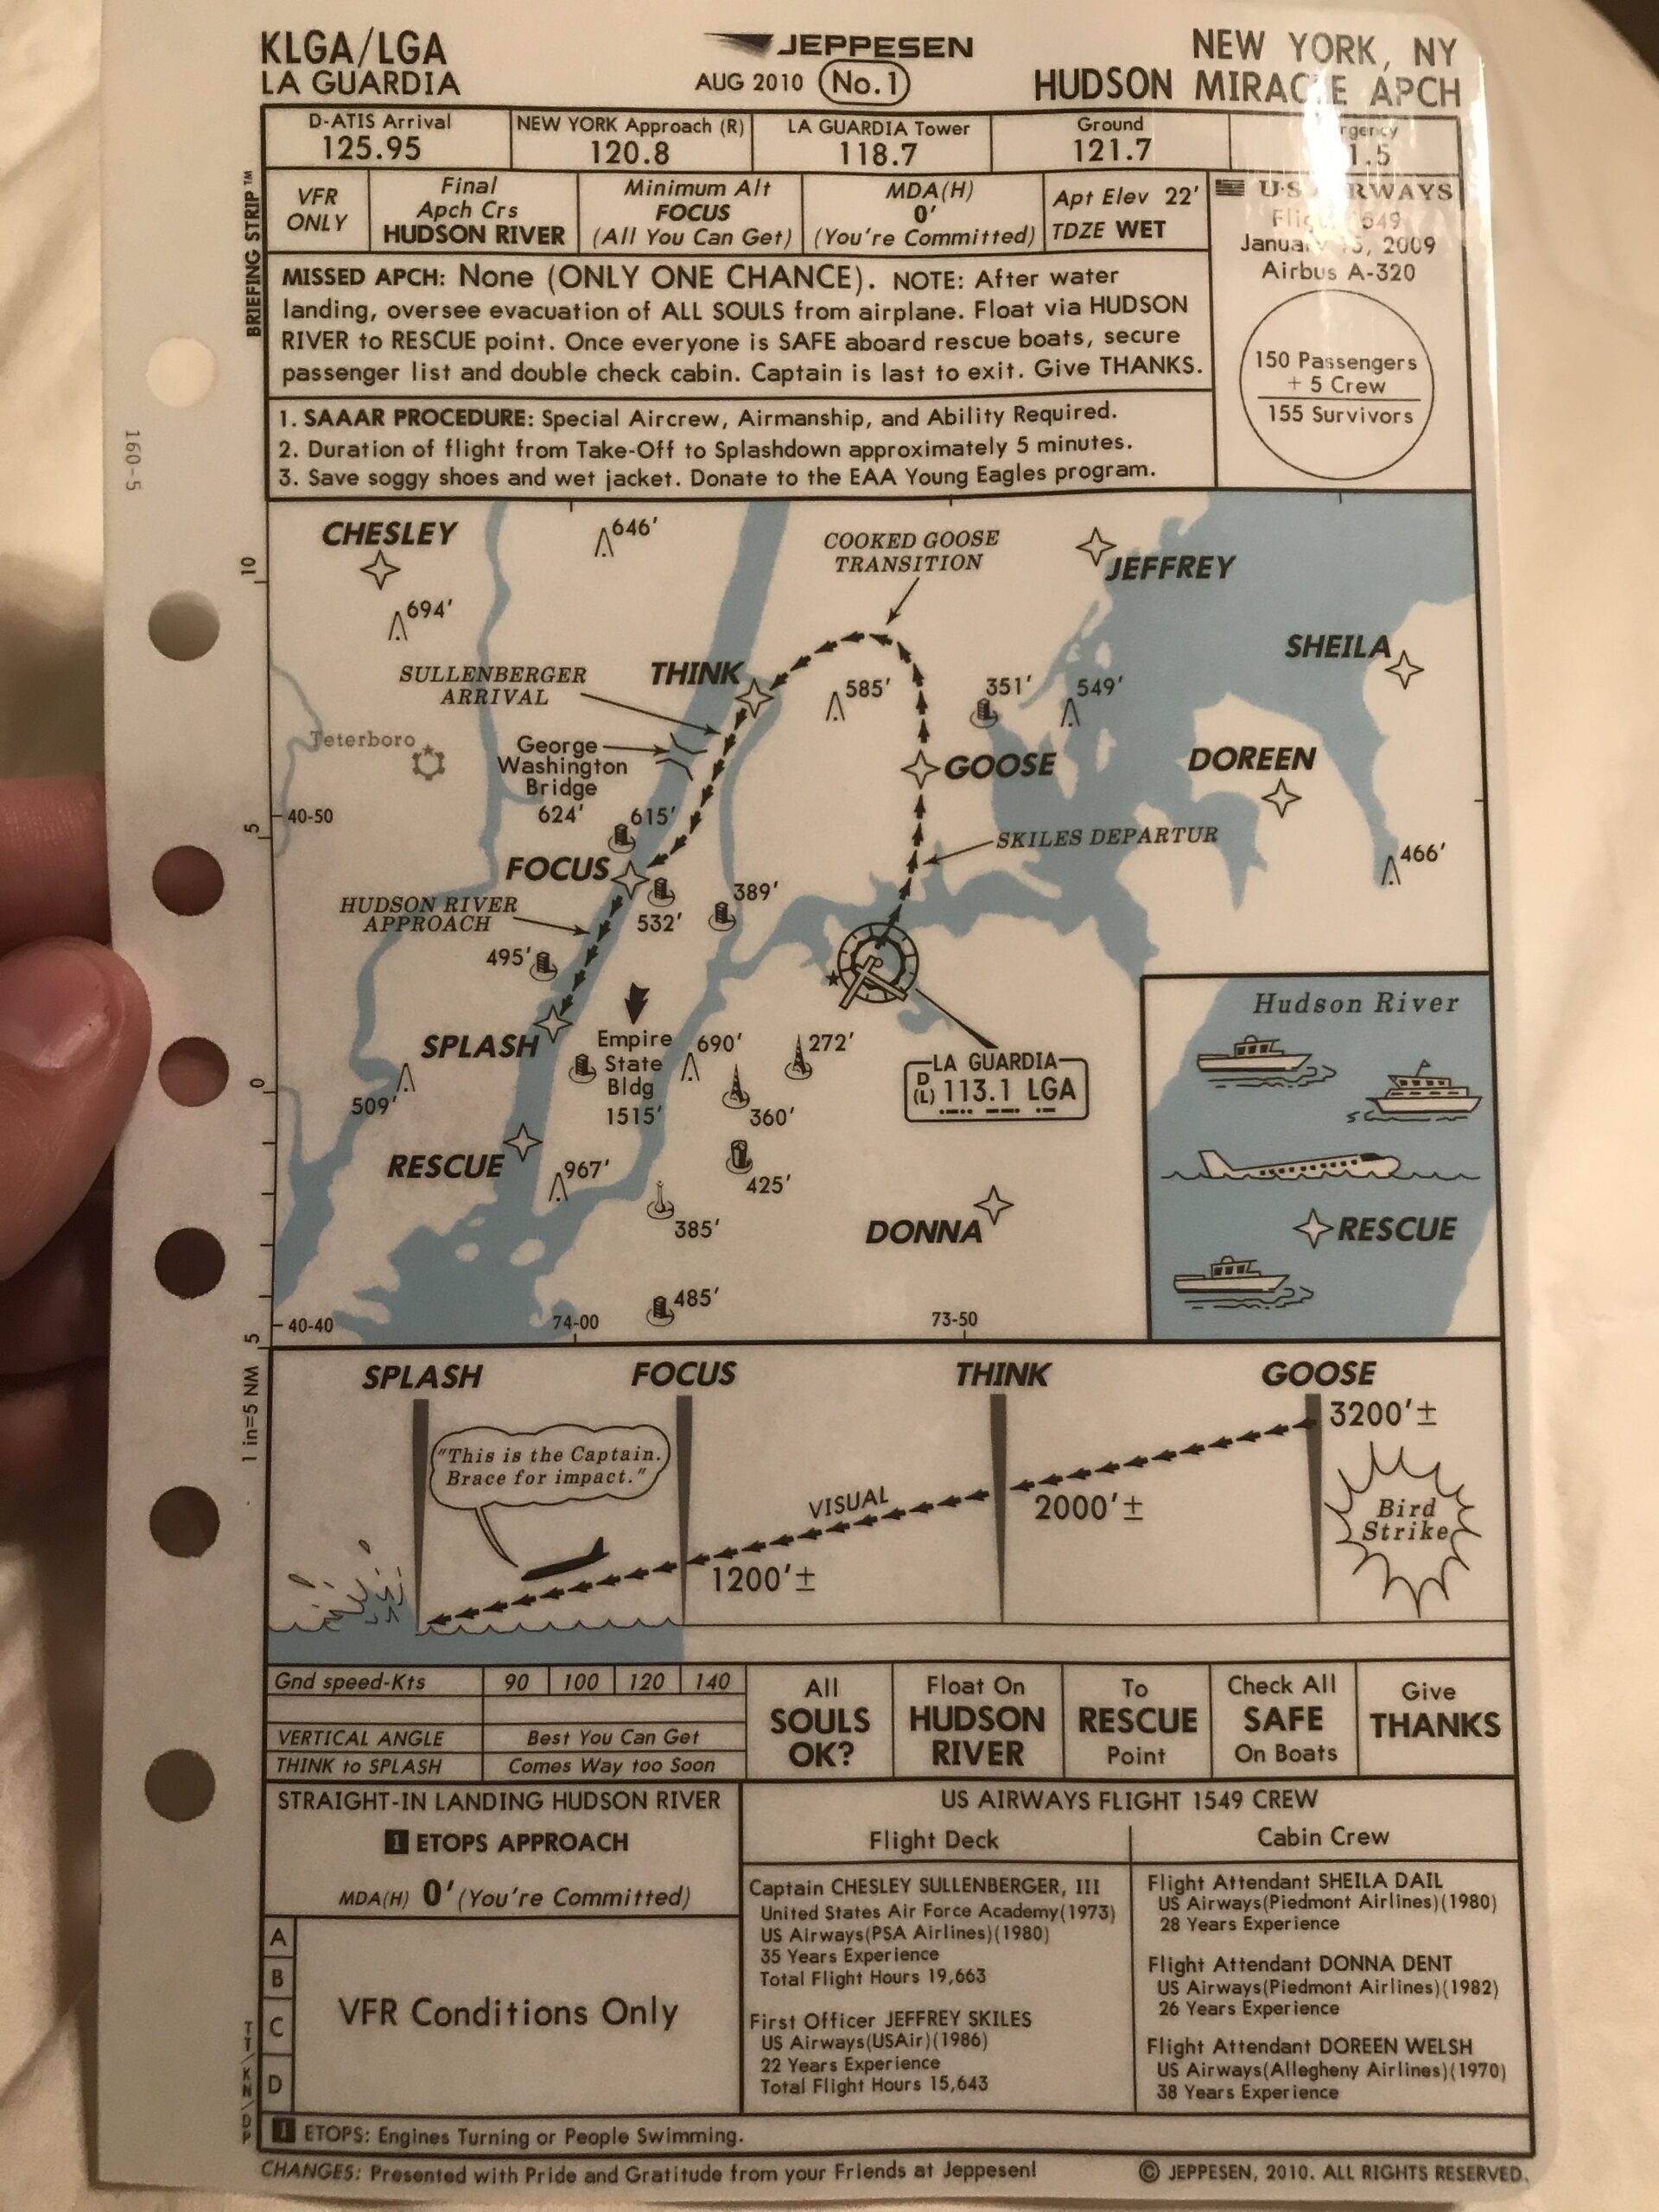 KLGA/LGA
LA GUARDIA
JEPPESEN
AUG 2010 No.1
NEW YORK, NY
HUDSON MIRACLE APCH
BRIEFING STRIP™
D-ATIS Arrival
125.95
NEW YORK Approach (R)
120.8
LA GUARDIA Tower
118.7
Ground
121.7
VFR
ONLY
Final
Apch Crs
HUDSON RIVER
Minimum Alt
FOCUS
(All You Can Get)
MDA(H)
0'
(You're Committed)
Apt Elev 22'
TDZE WET
MISSED APCH: None (ONLY ONE CHANCE). NOTE: After water
landing, oversee evacuation of ALL SOULS from airplane. Float via HUDSON
RIVER to RESCUE point. Once everyone is SAFE aboard rescue boats, secure
passenger list and double check cabin. Captain is last to exit. Give THANKS.
1. SAAAR PROCEDURE: Special Aircrew, Airmanship, and Ability Required.
2. Duration of flight from Take-Off to Splashdown approximately 5 minutes.
3. Save soggy shoes and wet jacket. Donate to the EAA Young Eagles program.
2009
Airbus A-320
150 Passengers
+ 5 Crew
155 Survivors
160-5
CHESLEY
646'
COOKED GOOSE
TRANSITION
JEFFREY
10
694'
SHEILA
SULLENBERGER
ARRIVAL
THINK
585'
351'
549'
Teterboro
George
Washington
Bridge
GOOSE
DOREEN
624'
615'
40-50
5
SKILES DEPARTUR
466'
FOCUS
389'
HUDSON RIVER
APPROACH
532'
495'
SPLASH
Empire
State
Bldg
1515'
690'
272'
LA GUARDIA
D
(L) 113.1 LGA
0
509'
360'
RESCUE
967'
425'
385'
DONNA
485'
40-40
74-00
73-50
5
Hudson River
RESCUE
1 in=5 NM
SPLASH
FOCUS
THINK
GOOSE
3200'±
"This is the Captain.
Brace for impact."
VISUAL
2000'±
Bird
Strike
1200'±
Gnd speed-Kts 90 100 120 140
VERTICAL ANGLE Best You Can Get
THINK to SPLASH Comes Way too Soon
All
SOULS
OK?
Float On
HUDSON
RIVER
To
RESCUE
Point
Check All
SAFE
On Boats
Give
THANKS
STRAIGHT-IN LANDING HUDSON RIVER
1 ETOPS APPROACH
MDA(H) 0' (You're Committed)
A
B
C
D
VFR Conditions Only
US AIRWAYS FLIGHT 1549 CREW
Flight Deck
Captain CHESLEY SULLENBERGER, III
United States Air Force Academy(1973)
US Airways(PSA Airlines)(1980)
35 Years Experience
Total Flight Hours 19,663
First Officer JEFFREY SKILES
US Airways(USAir)(1986)
22 Years Experience
Total Flight Hours 15,643
Cabin Crew
Flight Attendant SHEILA DAIL
US Airways(Piedmont Airlines)(1980)
28 Years Experience
Flight Attendant DONNA DENT
US Airways(Piedmont Airlines)(1982)
26 Years Experience
Flight Attendant DOREEN WELSH
US Airways(Allegheny Airlines)(1970)
38 Years Experience
TT/KN/DP
1 ETOPS: Engines Turning or People Swimming.
CHANGES: Presented with Pride and Gratitude from your Friends at Jeppesen!
© JEPPESEN, 2010. ALL RIGHTS RESERVED.